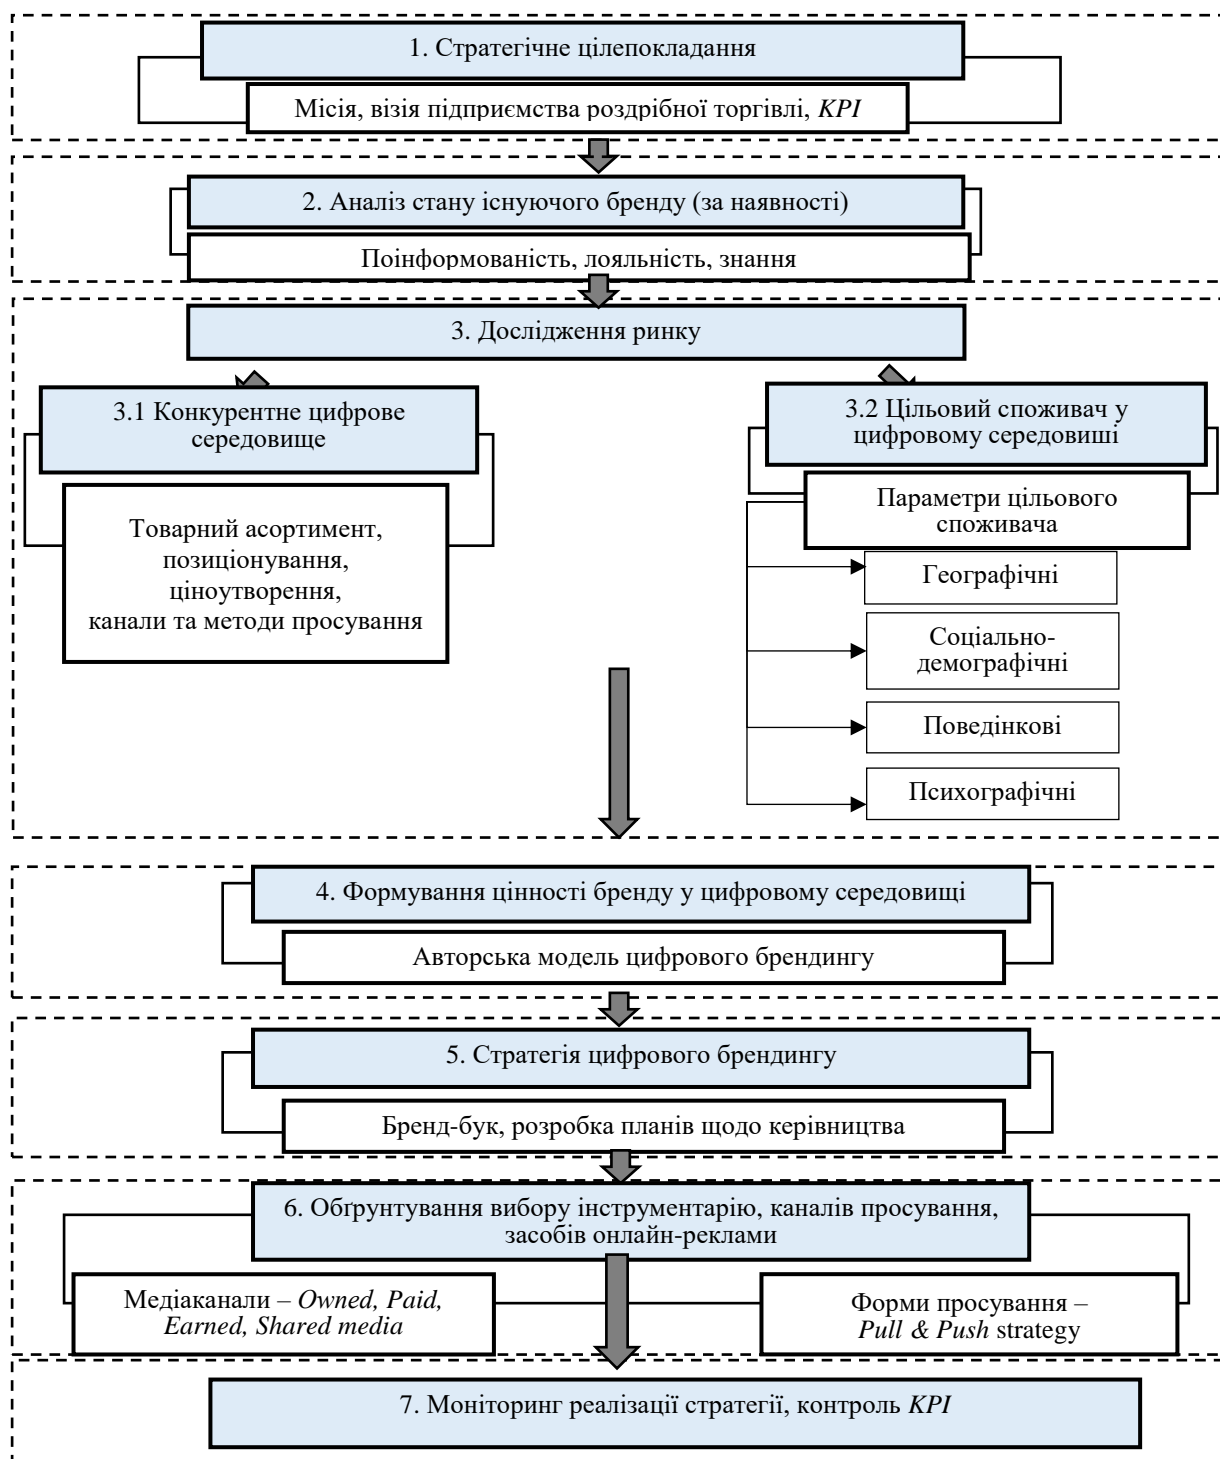 1. Стратегічне цілепокладання
Місія, візія підприємства роздрібної торгівлі, KPI
2. Аналіз стану існуючого бренду (за наявності)
Поінформованість, лояльність, знання
3. Дослідження ринку
3.1 Конкурентне цифрове
середовище
Товарний асортимент,
позиціонування,
ціноутворення,
канали та методи просування
3.2 Цільовий споживач у
цифровому середовищі
Параметри цільового
споживача
Географічні
Соціально-
демографічні
Поведінкові
Психографічні
4. Формування цінності бренду у цифровому середовищі
Авторська модель цифрового брендингу
5. Стратегія цифрового брендингу
Бренд-бук, розробка планів щодо керівництва
6. Обґрунтування вибору інструментарію, каналів просування,
засобів онлайн-реклами
Медіаканали – Owned, Paid,
Earned, Shared media
Форми просування –
Pull & Push strategy
7. Моніторинг реалізації стратегії, контроль KPI